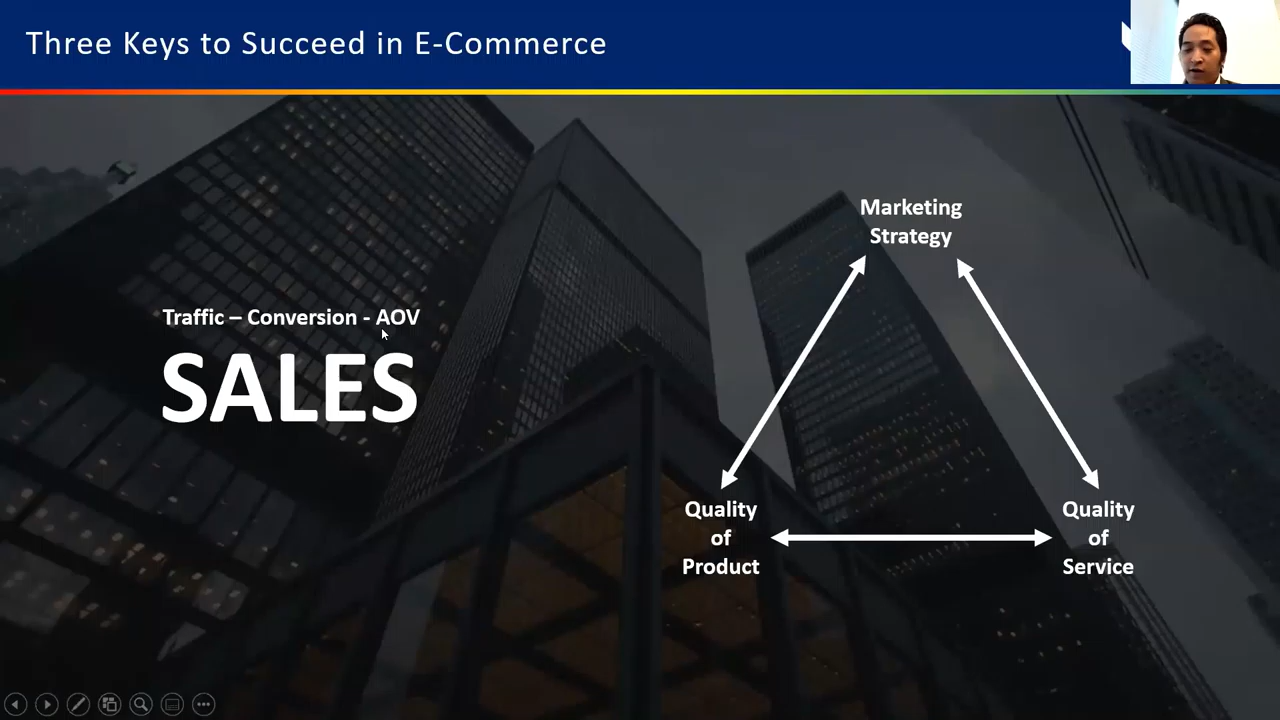 Three Keys to Succeed in E-Commerce
Traffic – Conversion - AOV
SALES
Marketing
Strategy
Quality
of
Product
Quality
of
Service